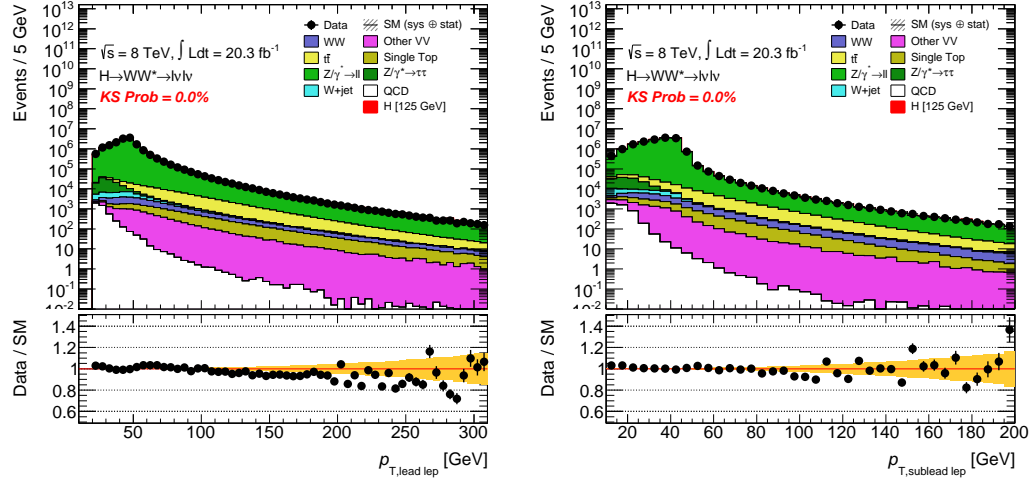 Events / 5 GeV
10¹³
10¹²
10¹¹
10¹⁰
10⁹
10⁸
10⁷
10⁶
10⁵
10⁴
10³
10²
10
1
10⁻¹
10⁻²
Data
SM (sys ⊕ stat)
WW
Other VV
tt̅
Single Top
Z/γ*→ll
Z/γ*→ττ
W+jet
QCD
H [125 GeV]
√s = 8 TeV, ∫ Ldt = 20.3 fb⁻¹
H→WW*→lνlν
KS Prob = 0.0%
Data / SM
1.4
1.2
1
0.8
0.6
50 100 150 200 250 300
p_T,lead lep [GeV]
Events / 5 GeV
10¹³
10¹²
10¹¹
10¹⁰
10⁹
10⁸
10⁷
10⁶
10⁵
10⁴
10³
10²
10
1
10⁻¹
10⁻²
Data
SM (sys ⊕ stat)
WW
Other VV
tt̅
Single Top
Z/γ*→ll
Z/γ*→ττ
W+jet
QCD
H [125 GeV]
√s = 8 TeV, ∫ Ldt = 20.3 fb⁻¹
H→WW*→lνlν
KS Prob = 0.0%
Data / SM
1.4
1.2
1
0.8
0.6
20 40 60 80 100 120 140 160 180 200
p_T,sublead lep [GeV]